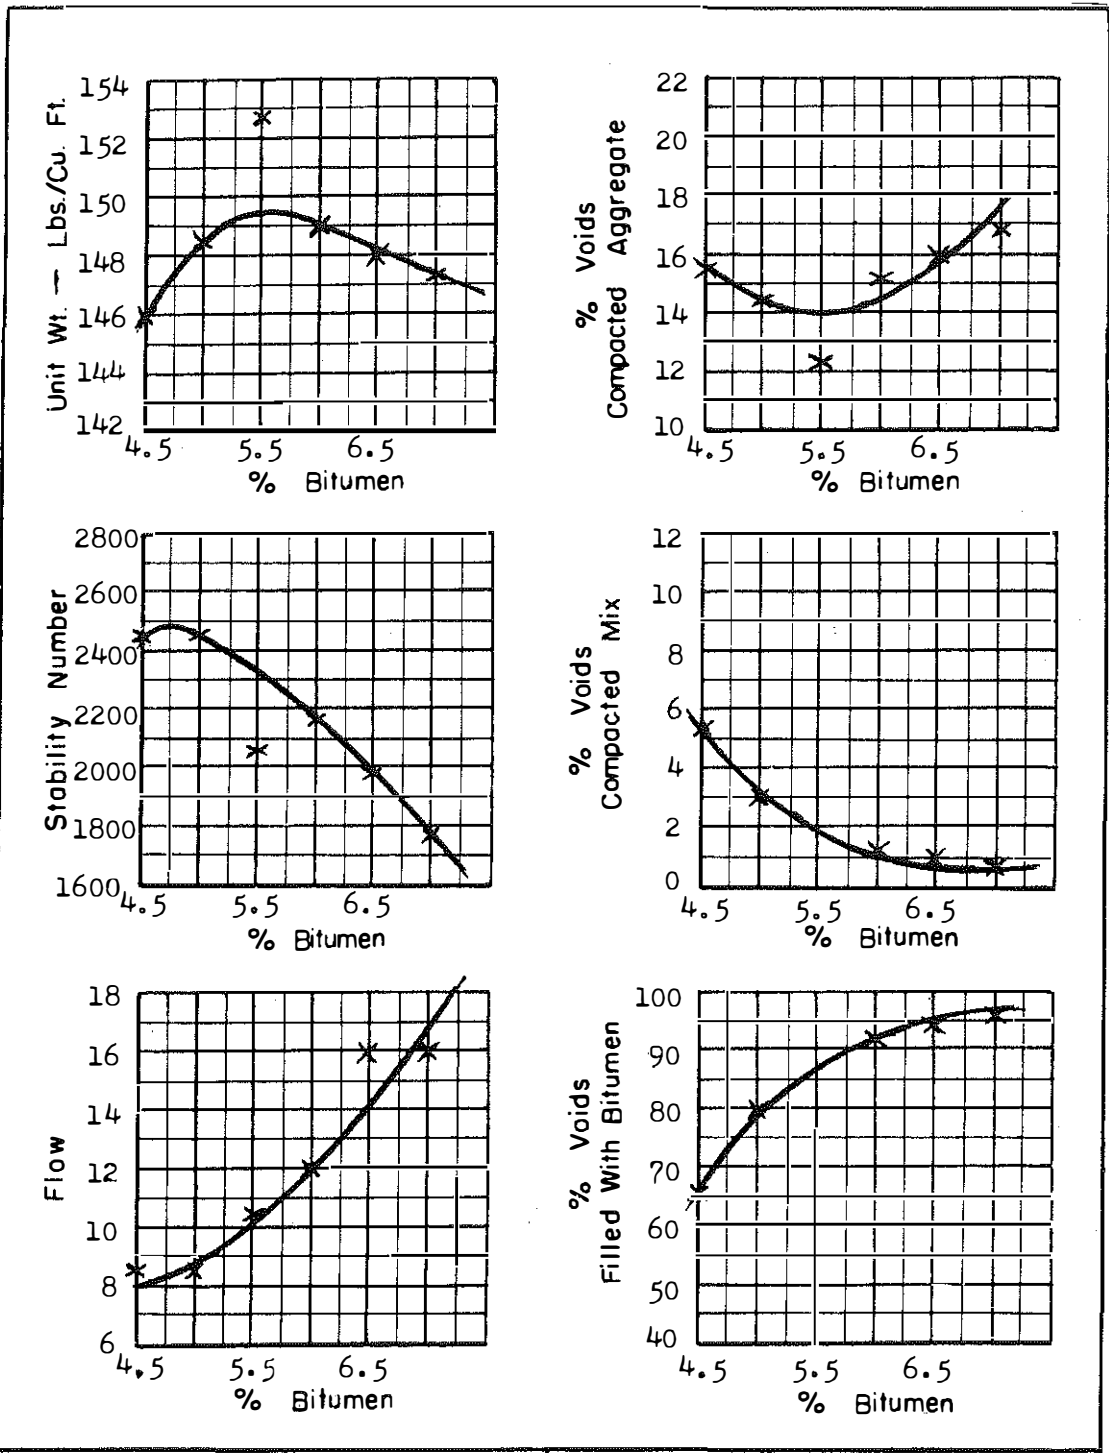 Unit Wt. — Lbs./Cu. Ft.
154
152
150
148
146
144
142
4.5 5.5 6.5
% Bitumen
% Voids
Compacted Aggregate
22
20
18
16
14
12
10
4.5 5.5 6.5
% Bitumen
Stability Number
2800
2600
2400
2200
2000
1800
1600
4.5 5.5 6.5
% Bitumen
% Voids
Compacted Mix
12
10
8
6
4
2
0
4.5 5.5 6.5
% Bitumen
Flow
18
16
14
12
10
8
6
4.5 5.5 6.5
% Bitumen
% Voids
Filled With Bitumen
100
90
80
70
60
50
40
4.5 5.5 6.5
% Bitumen